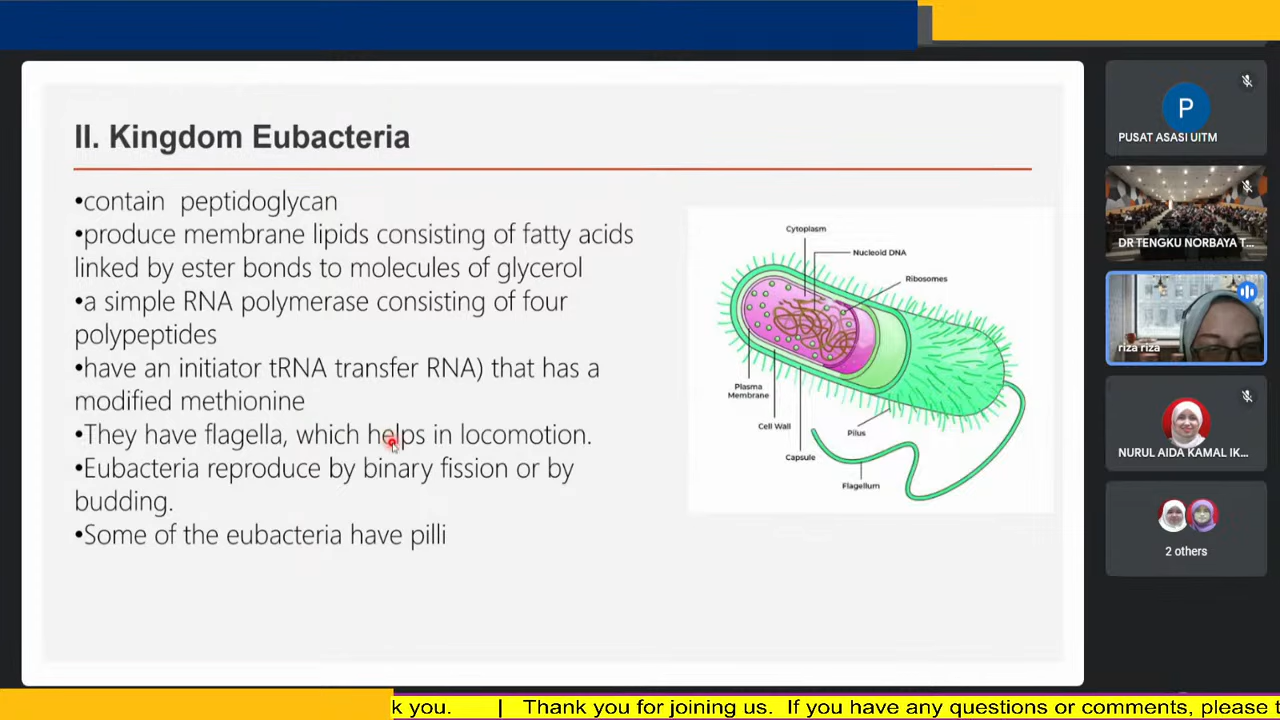 II. Kingdom Eubacteria
•contain peptidoglycan
•produce membrane lipids consisting of fatty acids
linked by ester bonds to molecules of glycerol
•a simple RNA polymerase consisting of four
polypeptides
•have an initiator tRNA transfer RNA) that has a
modified methionine
•They have flagella, which helps in locomotion.
•Eubacteria reproduce by binary fission or by
budding.
•Some of the eubacteria have pilli
Cytoplasm
Nucleoid DNA
Ribosomes
Plasma
Membrane
Cell Wall
Pilus
Capsule
Flagellum
P
PUSAT ASASI UITM
DR TENGKU NORBAYA T...
riza riza
NURUL AIDA KAMAL IK...
2 others
k you. | Thank you for joining us. If you have any questions or comments, please t